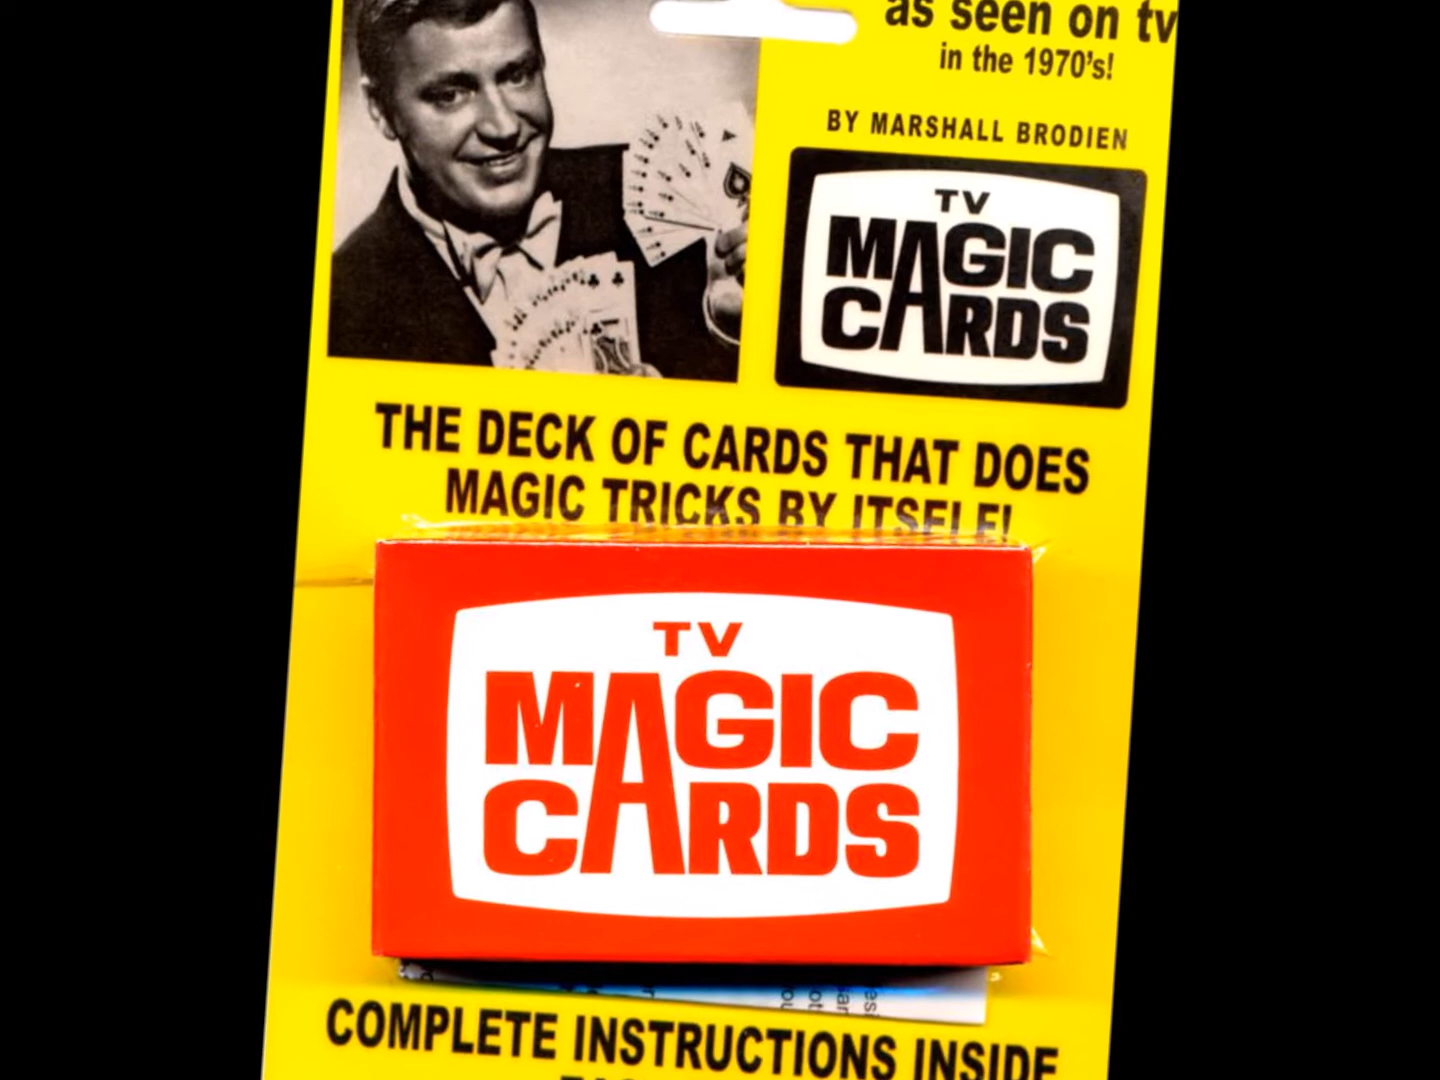 as seen on tv
in the 1970's!
BY MARSHALL BRODIEN
TV
MAGIC
CARDS
THE DECK OF CARDS THAT DOES
MAGIC TRICKS BY ITSELF!
TV
MAGIC
CARDS
COMPLETE INSTRUCTIONS INSIDE